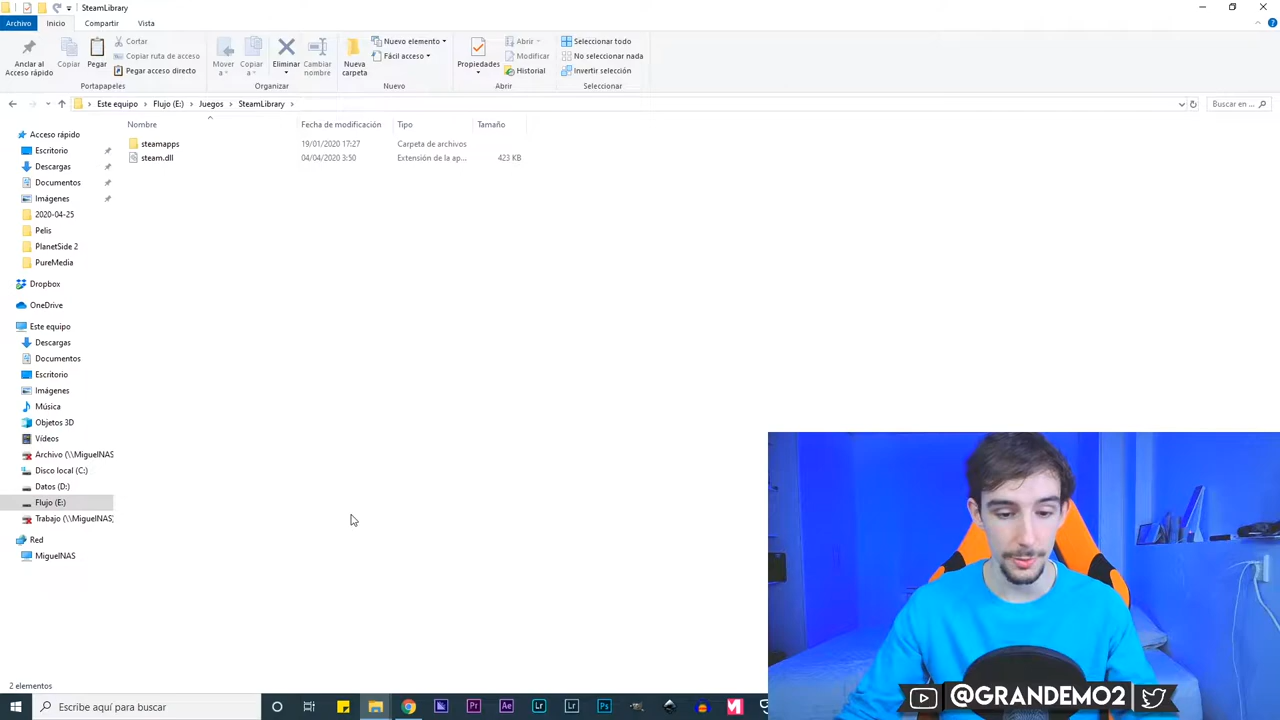 SteamLibrary
Archivo Inicio Compartir Vista
Anclar al Acceso rápido
Copiar
Pegar
Cortar
Copiar ruta de acceso
Pegar acceso directo
Portapapeles
Mover a
Copiar a
Eliminar
Cambiar nombre
Organizar
Nueva carpeta
Nuevo elemento
Fácil acceso
Nuevo
Propiedades
Abrir
Modificar
Historial
Abrir
Seleccionar todo
No seleccionar nada
Invertir selección
Seleccionar
Este equipo > Flujo (E:) > Juegos > SteamLibrary >
Buscar en ...
Nombre Fecha de modificación Tipo Tamaño
steamapps 19/01/2020 17:27 Carpeta de archivos
steam.dll 04/04/2020 3:50 Extensión de la ap... 423 KB
Acceso rápido
Escritorio
Descargas
Documentos
Imágenes
2020-04-25
Pelis
PlanetSide 2
PureMedia
Dropbox
OneDrive
Este equipo
Descargas
Documentos
Escritorio
Imágenes
Música
Objetos 3D
Vídeos
Archivo (\\MiguelNAS
Disco local (C:)
Datos (D:)
Flujo (E:)
Trabajo (\\MiguelNAS)
Red
MiguelNAS
2 elementos
Escribe aquí para buscar
Pr
Ae
Lr
Lr
Ps
@GRANDEMO2